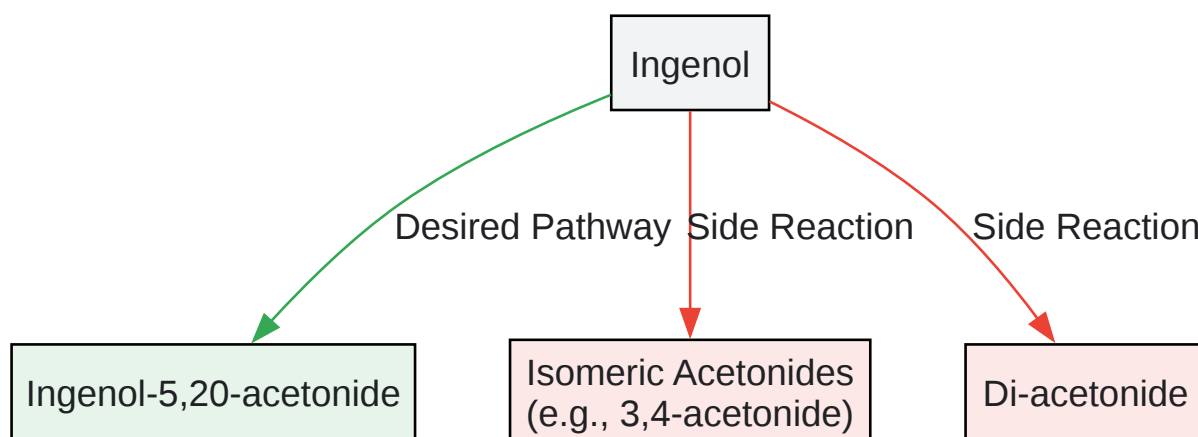 Ingenol
Desired Pathway
Side Reaction
Side Reaction
Ingenol-5,20-acetonide
Isomeric Acetonides
(e.g., 3,4-acetonide)
Di-acetonide